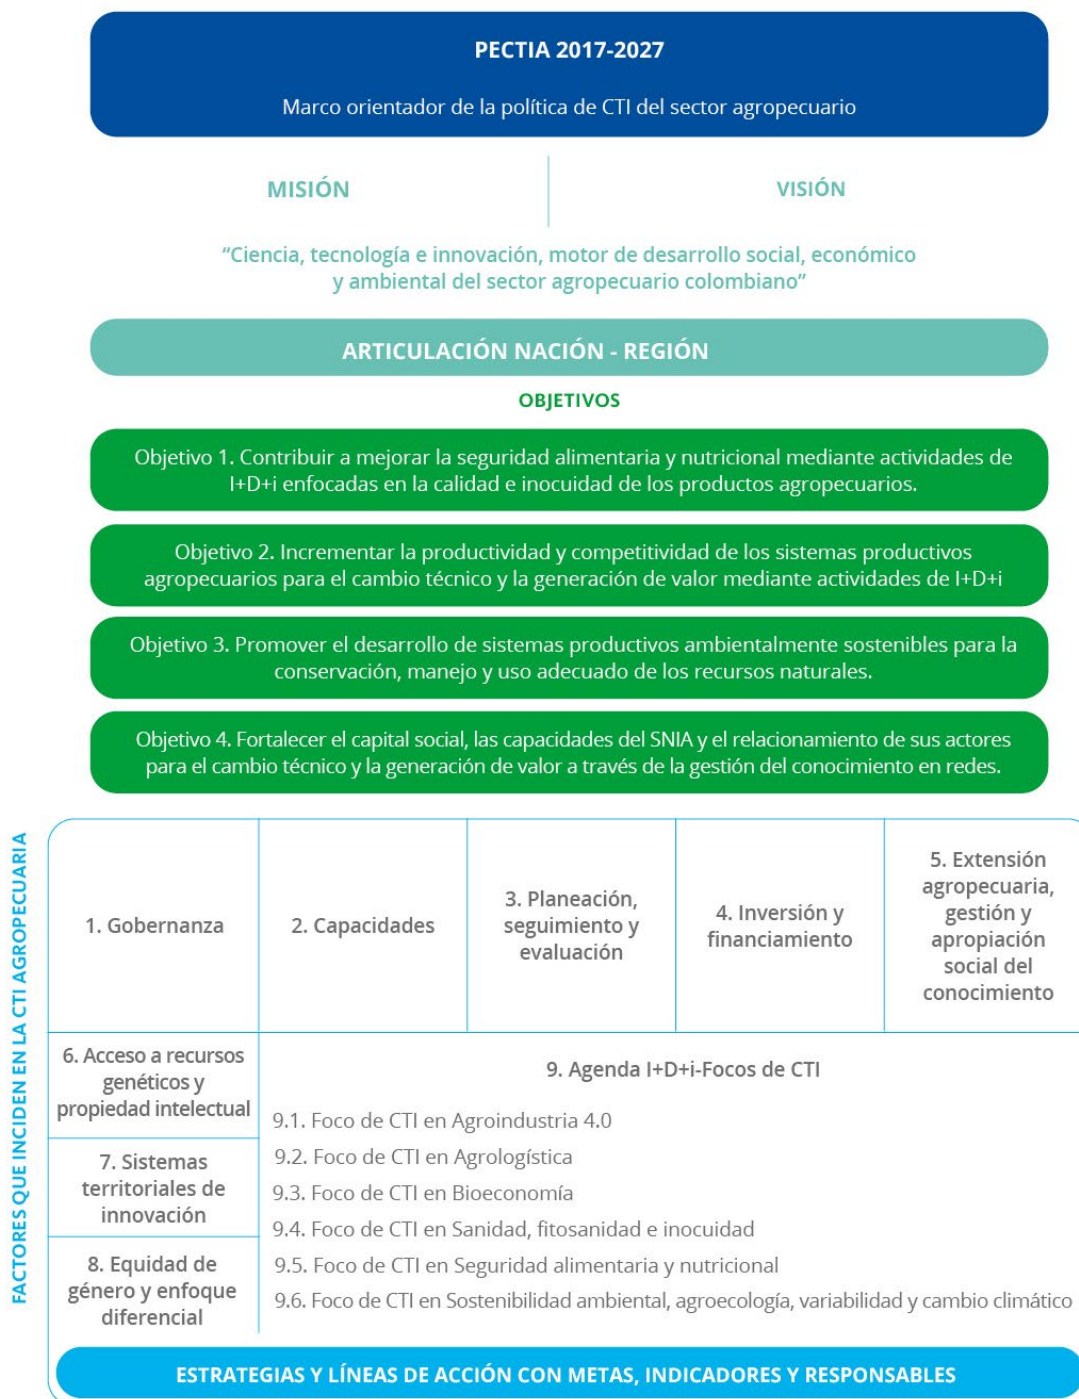 PECTIA 2017-2027
Marco orientador de la política de CTI del sector agropecuario
MISIÓN
VISIÓN
“Ciencia, tecnología e innovación, motor de desarrollo social, económico
y ambiental del sector agropecuario colombiano”
ARTICULACIÓN NACIÓN - REGIÓN
OBJETIVOS
Objetivo 1. Contribuir a mejorar la seguridad alimentaria y nutricional mediante actividades de
I+D+i enfocadas en la calidad e inocuidad de los productos agropecuarios.
Objetivo 2. Incrementar la productividad y competitividad de los sistemas productivos
agropecuarios para el cambio técnico y la generación de valor mediante actividades de I+D+i
Objetivo 3. Promover el desarrollo de sistemas productivos ambientalmente sostenibles para la
conservación, manejo y uso adecuado de los recursos naturales.
Objetivo 4. Fortalecer el capital social, las capacidades del SNIA y el relacionamiento de sus actores
para el cambio técnico y la generación de valor a través de la gestión del conocimiento en redes.
FACTORES QUE INCIDEN EN LA CTI AGROPECUARIA
1. Gobernanza
2. Capacidades
3. Planeación,
seguimiento y
evaluación
4. Inversión y
financiamiento
5. Extensión
agropecuaria,
gestión y
apropiación
social del
conocimiento
6. Acceso a recursos
genéticos y
propiedad intelectual
7. Sistemas
territoriales de
innovación
8. Equidad de
género y enfoque
diferencial
9. Agenda I+D+i-Focos de CTI
9.1. Foco de CTI en Agroindustria 4.0
9.2. Foco de CTI en Agrologística
9.3. Foco de CTI en Bioeconomía
9.4. Foco de CTI en Sanidad, fitosanidad e inocuidad
9.5. Foco de CTI en Seguridad alimentaria y nutricional
9.6. Foco de CTI en Sostenibilidad ambiental, agroecología, variabilidad y cambio climático
ESTRATEGIAS Y LÍNEAS DE ACCIÓN CON METAS, INDICADORES Y RESPONSABLES